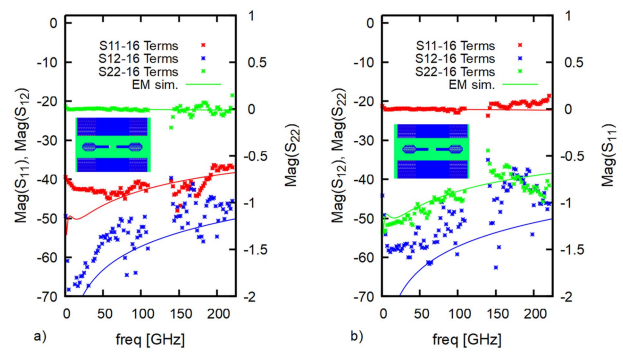 S11-16 Terms
S12-16 Terms
S22-16 Terms
EM sim.
Mag(S11), Mag(S12)
0
-10
-20
-30
-40
-50
-60
-70
1
0.5
0
-0.5
-1
-1.5
-2
Mag(S22)
0 50 100 150 200
a) freq [GHz]
S11-16 Terms
S12-16 Terms
S22-16 Terms
EM sim.
Mag(S12), Mag(S22)
0
-10
-20
-30
-40
-50
-60
-70
1
0.5
0
-0.5
-1
-1.5
-2
Mag(S11)
0 50 100 150 200
b) freq [GHz]